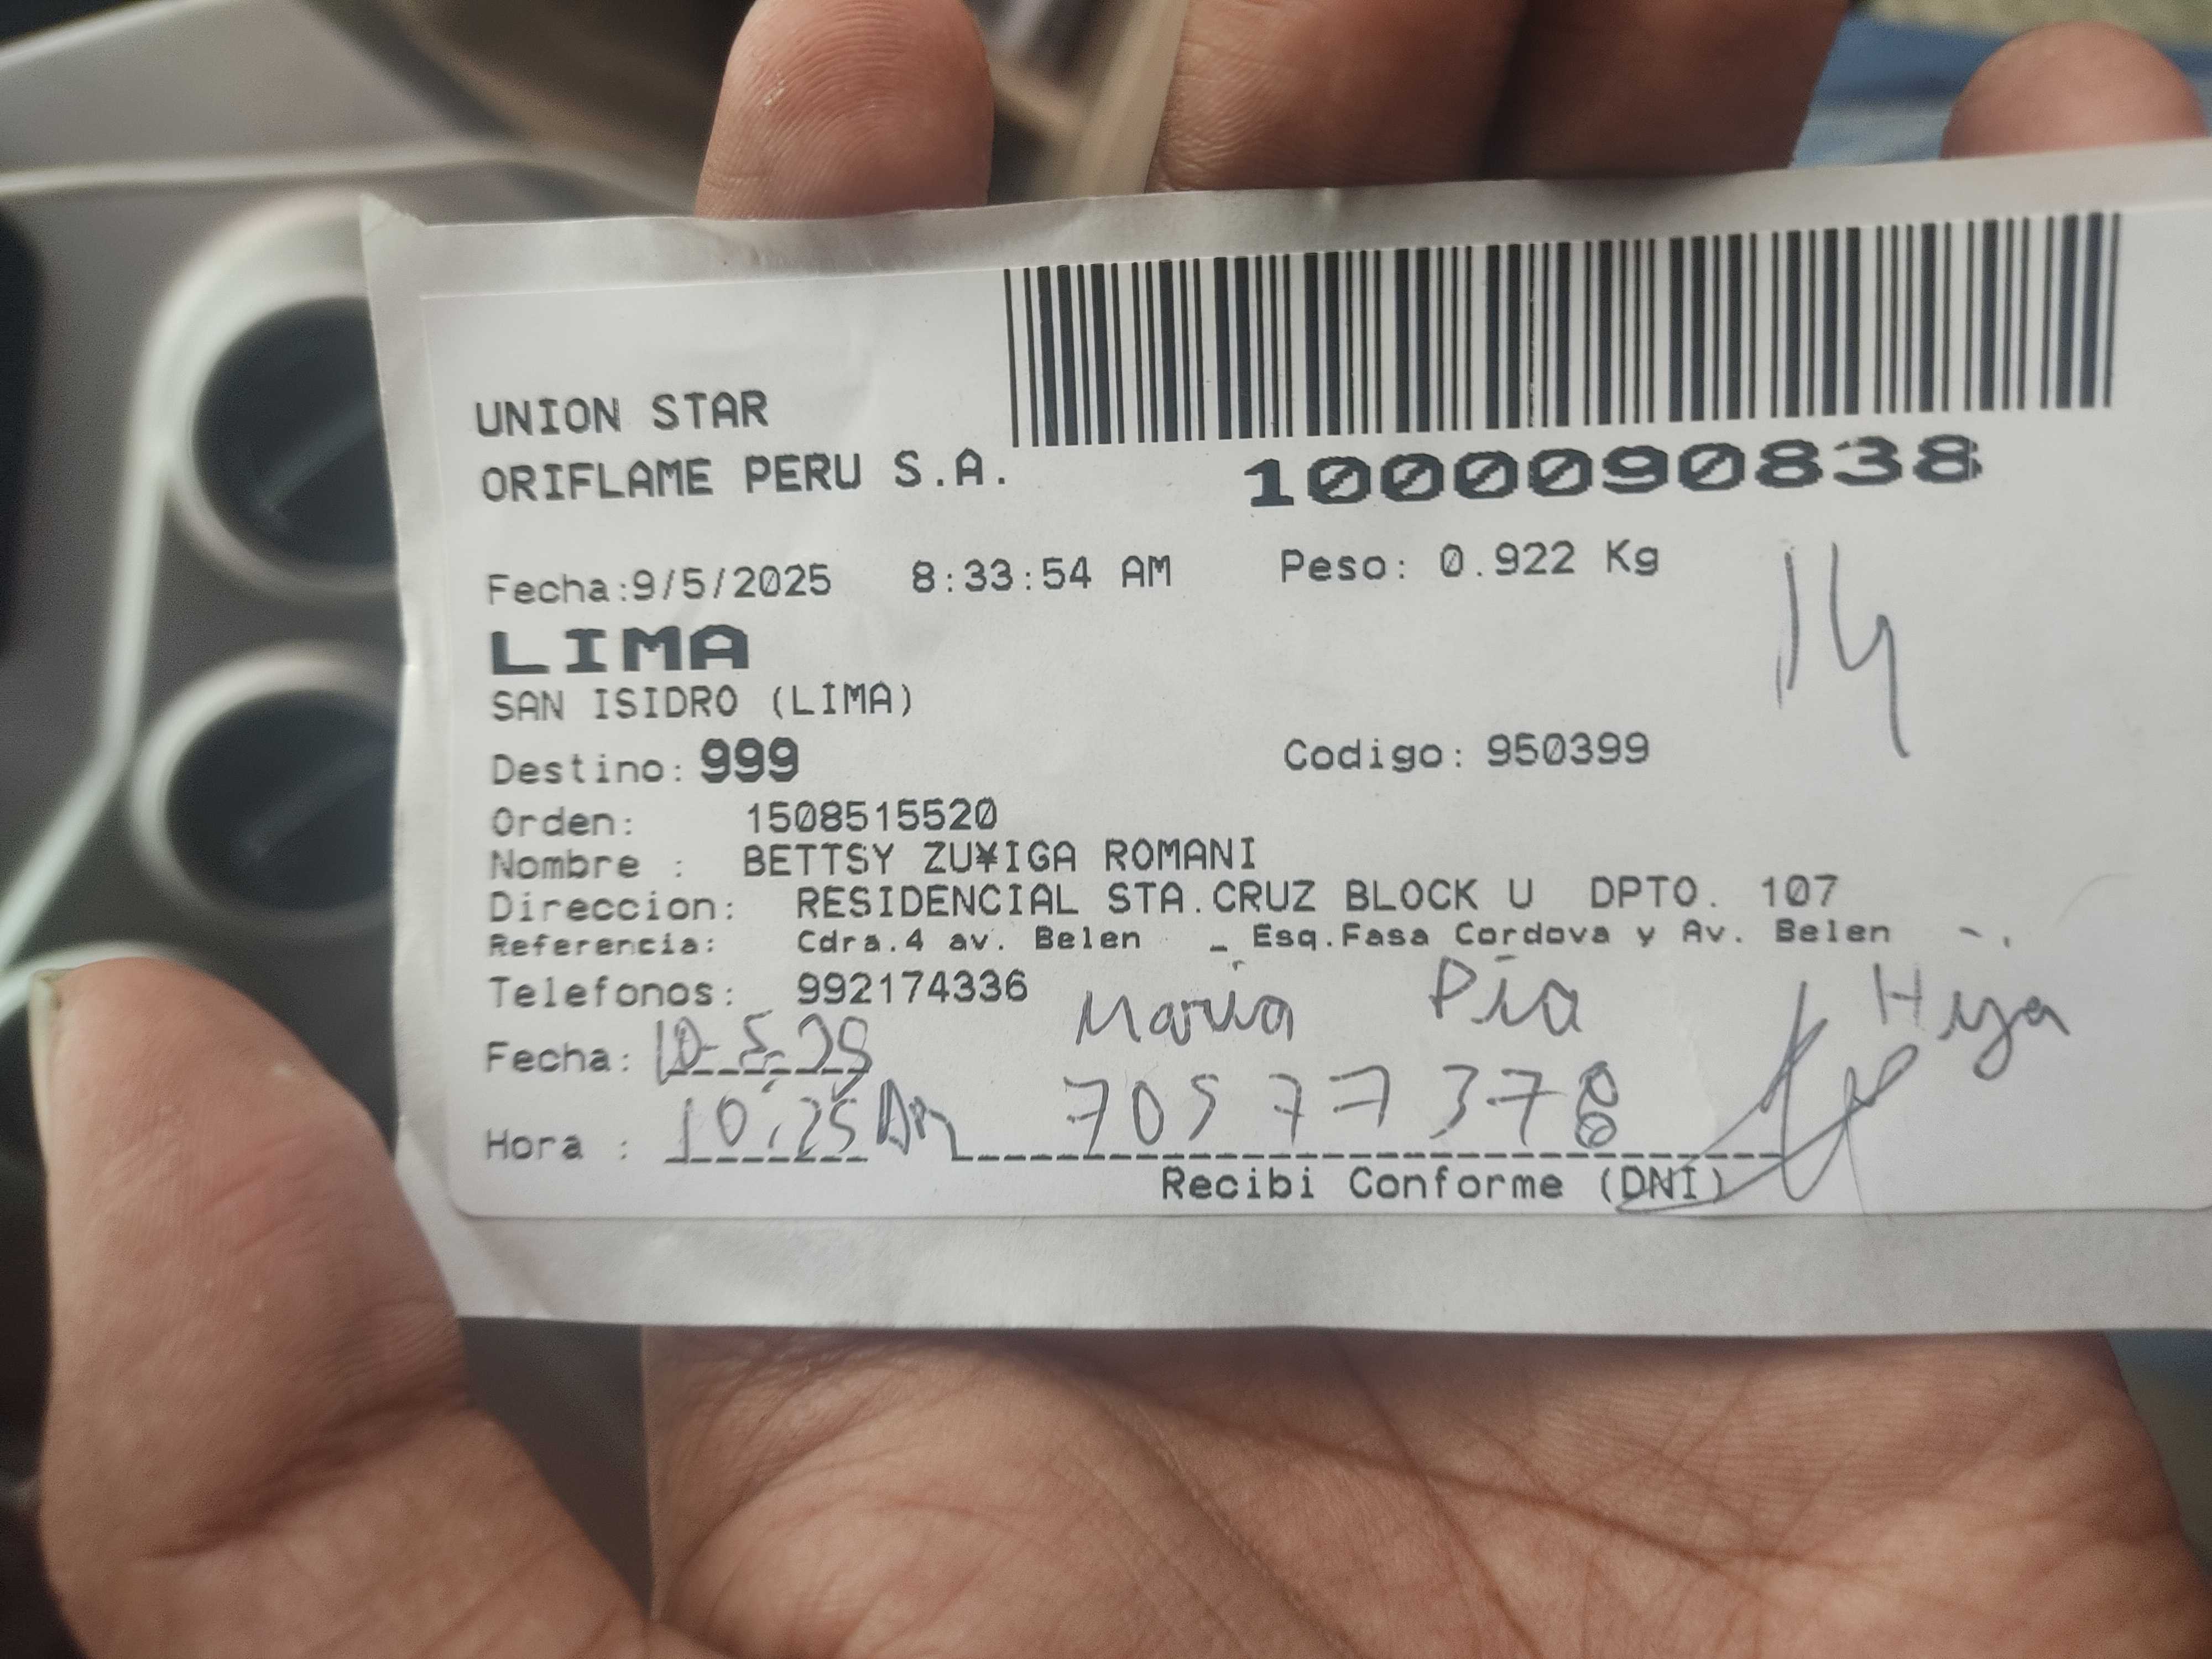 UNION STAR
ORIFLAME PERU S.A.
1000090838
Fecha:9/5/2025 8:33:54 AM Peso: 0.922 Kg
14
LIMA
SAN ISIDRO (LIMA)
Destino: 999 Codigo: 950399
Orden: 1508515520
Nombre : BETTSY ZU¥IGA ROMANI
Direccion: RESIDENCIAL STA.CRUZ BLOCK U DPTO. 107
Referencia: Cdra.4 av. Belen _ Esq.Fasa Cordova y Av. Belen -.
Telefonos: 992174336 Maria Pia Hija
Fecha: 10-5-25
Hora : 10:25 Am 70577378
Recibi Conforme (DNI)